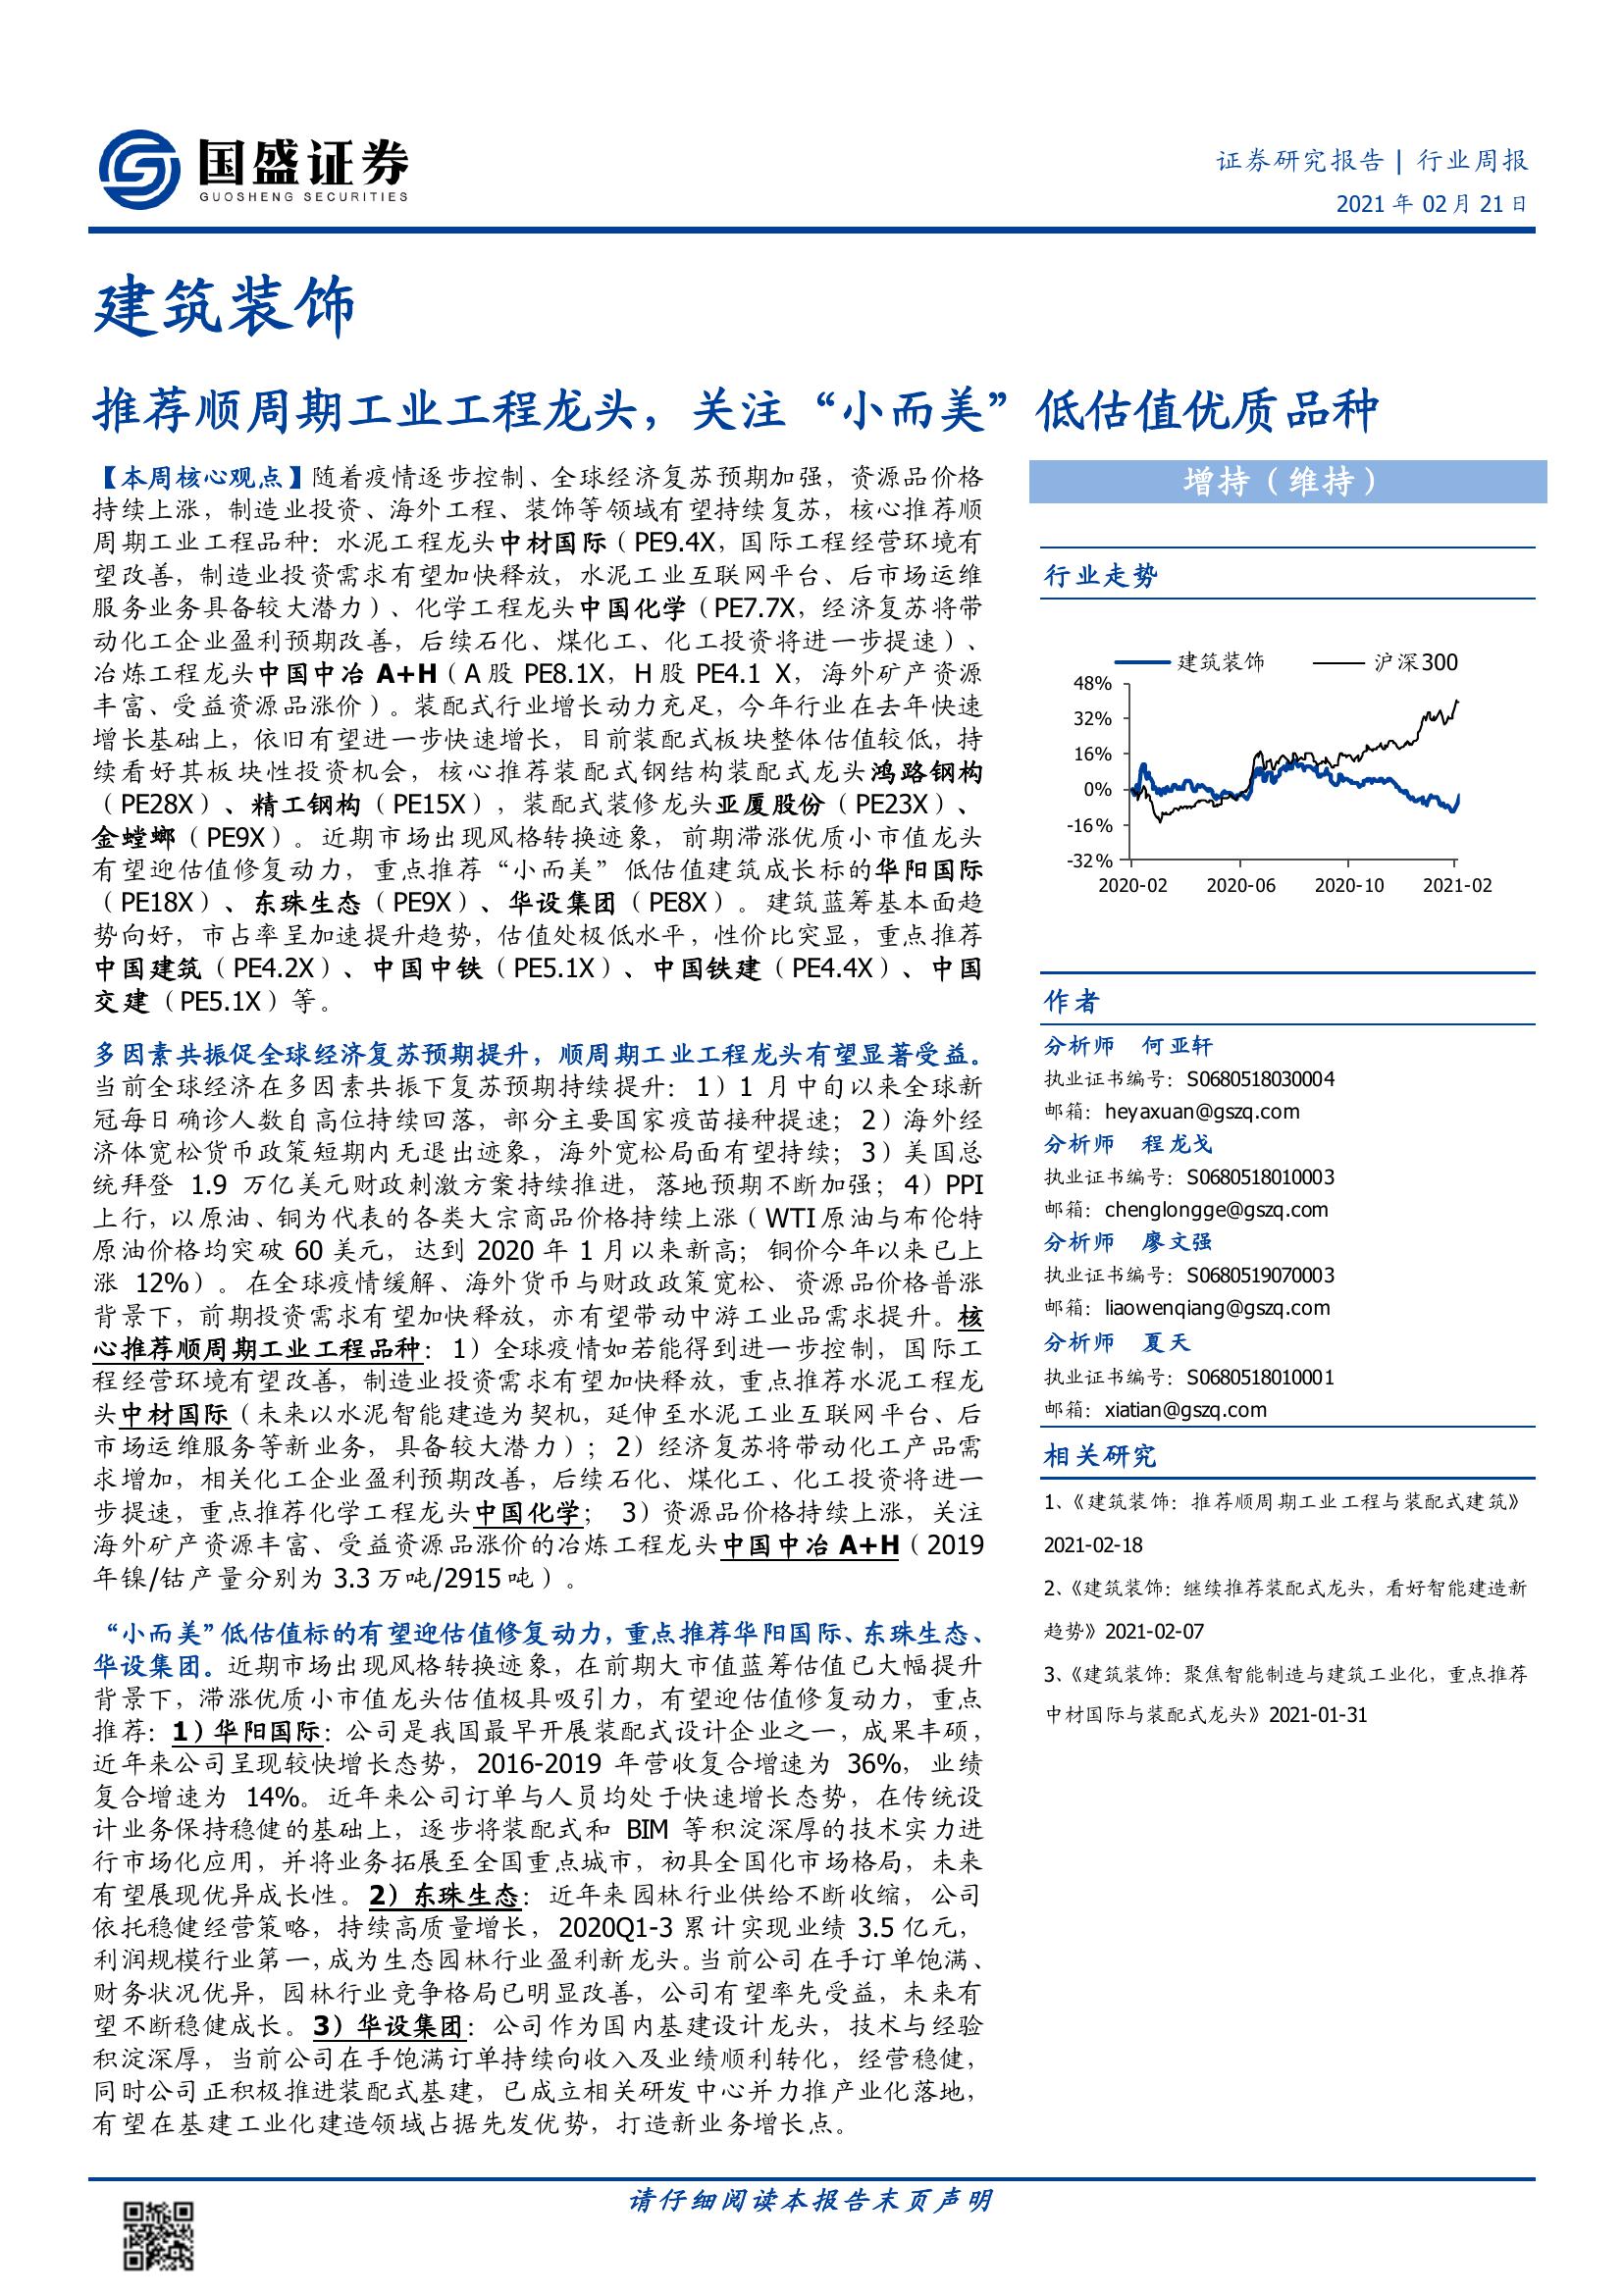 国盛证券
GUOSHENG SECURITIES
证券研究报告 | 行业周报
2021 年 02 月 21 日
建筑装饰
推荐顺周期工业工程龙头，关注“小而美”低估值优质品种
【本周核心观点】随着疫情逐步控制、全球经济复苏预期加强，资源品价格
持续上涨，制造业投资、海外工程、装饰等领域有望持续复苏，核心推荐顺
周期工业工程品种：水泥工程龙头中材国际（PE9.4X，国际工程经营环境有
望改善，制造业投资需求有望加快释放，水泥工业互联网平台、后市场运维
服务业务具备较大潜力）、化学工程龙头中国化学（PE7.7X，经济复苏将带
动化工企业盈利预期改善，后续石化、煤化工、化工投资将进一步提速）、
冶炼工程龙头中国中冶 A+H（A 股 PE8.1X，H 股 PE4.1 X，海外矿产资源
丰富、受益资源品涨价）。装配式行业增长动力充足，今年行业在去年快速
增长基础上，依旧有望进一步快速增长，目前装配式板块整体估值较低，持
续看好其板块性投资机会，核心推荐装配式钢结构装配式龙头鸿路钢构
（PE28X）、精工钢构（PE15X），装配式装修龙头亚厦股份（PE23X）、
金螳螂（PE9X）。近期市场出现风格转换迹象，前期滞涨优质小市值龙头
有望迎估值修复动力，重点推荐“小而美”低估值建筑成长标的华阳国际
（PE18X）、东珠生态（PE9X）、华设集团（PE8X）。建筑蓝筹基本面趋
势向好，市占率呈加速提升趋势，估值处极低水平，性价比突显，重点推荐
中国建筑（PE4.2X）、中国中铁（PE5.1X）、中国铁建（PE4.4X）、中国
交建（PE5.1X）等。
多因素共振促全球经济复苏预期提升，顺周期工业工程龙头有望显著受益。
当前全球经济在多因素共振下复苏预期持续提升：1）1 月中旬以来全球新
冠每日确诊人数自高位持续回落，部分主要国家疫苗接种提速；2）海外经
济体宽松货币政策短期内无退出迹象，海外宽松局面有望持续；3）美国总
统拜登 1.9 万亿美元财政刺激方案持续推进，落地预期不断加强；4）PPI
上行，以原油、铜为代表的各类大宗商品价格持续上涨（WTI 原油与布伦特
原油价格均突破 60 美元，达到 2020 年 1 月以来新高；铜价今年以来已上
涨 12%）。在全球疫情缓解、海外货币与财政政策宽松、资源品价格普涨
背景下，前期投资需求有望加快释放，亦有望带动中游工业品需求提升。核
心推荐顺周期工业工程品种：1）全球疫情如若能得到进一步控制，国际工
程经营环境有望改善，制造业投资需求有望加快释放，重点推荐水泥工程龙
头中材国际（未来以水泥智能建造为契机，延伸至水泥工业互联网平台、后
市场运维服务等新业务，具备较大潜力）；2）经济复苏将带动化工产品需
求增加，相关化工企业盈利预期改善，后续石化、煤化工、化工投资将进一
步提速，重点推荐化学工程龙头中国化学； 3）资源品价格持续上涨，关注
海外矿产资源丰富、受益资源品涨价的冶炼工程龙头中国中冶 A+H（2019
年镍/钴产量分别为 3.3 万吨/2915 吨）。
“小而美”低估值标的有望迎估值修复动力，重点推荐华阳国际、东珠生态、
华设集团。近期市场出现风格转换迹象，在前期大市值蓝筹估值已大幅提升
背景下，滞涨优质小市值龙头估值极具吸引力，有望迎估值修复动力，重点
推荐：1）华阳国际：公司是我国最早开展装配式设计企业之一，成果丰硕，
近年来公司呈现较快增长态势，2016-2019 年营收复合增速为 36%，业绩
复合增速为 14%。近年来公司订单与人员均处于快速增长态势，在传统设
计业务保持稳健的基础上，逐步将装配式和 BIM 等积淀深厚的技术实力进
行市场化应用，并将业务拓展至全国重点城市，初具全国化市场格局，未来
有望展现优异成长性。2）东珠生态：近年来园林行业供给不断收缩，公司
依托稳健经营策略，持续高质量增长，2020Q1-3 累计实现业绩 3.5 亿元，
利润规模行业第一，成为生态园林行业盈利新龙头。当前公司在手订单饱满、
财务状况优异，园林行业竞争格局已明显改善，公司有望率先受益，未来有
望不断稳健成长。3）华设集团：公司作为国内基建设计龙头，技术与经验
积淀深厚，当前公司在手饱满订单持续向收入及业绩顺利转化，经营稳健，
同时公司正积极推进装配式基建，已成立相关研发中心并力推产业化落地，
有望在基建工业化建造领域占据先发优势，打造新业务增长点。
增持（维持）
行业走势
建筑装饰 沪深300
48%
32%
16%
0%
-16%
-32%
2020-02 2020-06 2020-10 2021-02
作者
分析师 何亚轩
执业证书编号：S0680518030004
邮箱：heyaxuan@gszq.com
分析师 程龙戈
执业证书编号：S0680518010003
邮箱：chenglongge@gszq.com
分析师 廖文强
执业证书编号：S0680519070003
邮箱：liaowenqiang@gszq.com
分析师 夏天
执业证书编号：S0680518010001
邮箱：xiatian@gszq.com
相关研究
1、《建筑装饰：推荐顺周期工业工程与装配式建筑》
2021-02-18
2、《建筑装饰：继续推荐装配式龙头，看好智能建造新
趋势》2021-02-07
3、《建筑装饰：聚焦智能制造与建筑工业化，重点推荐
中材国际与装配式龙头》2021-01-31
请仔细阅读本报告末页声明